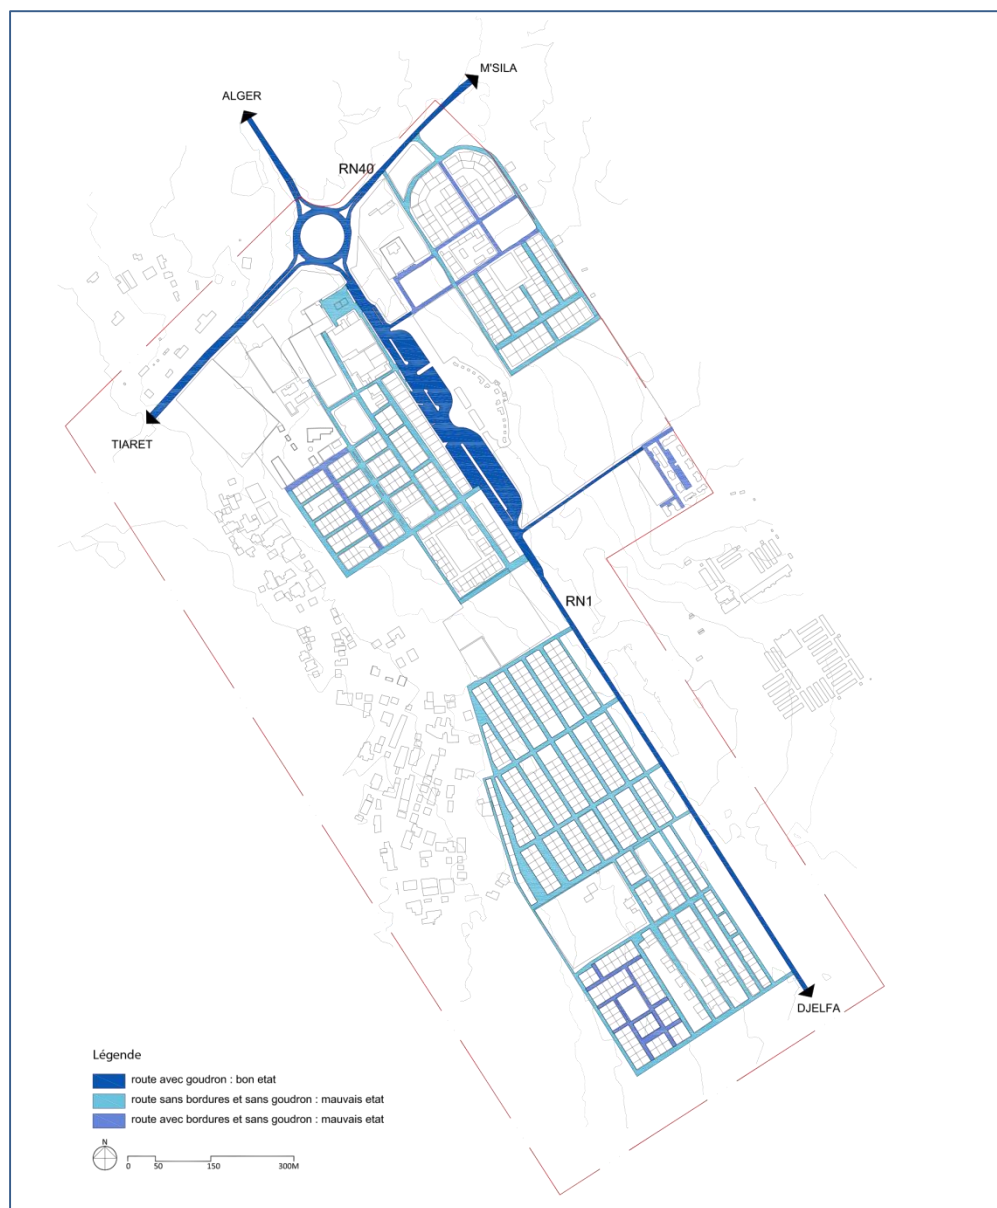 M'SILA
ALGER
RN40
TIARET
RN1
DJELFA
Légende
route avec goudron : bon etat
route sans bordures et sans goudron : mauvais etat
route avec bordures et sans goudron : mauvais etat
N
0 50 150 300M